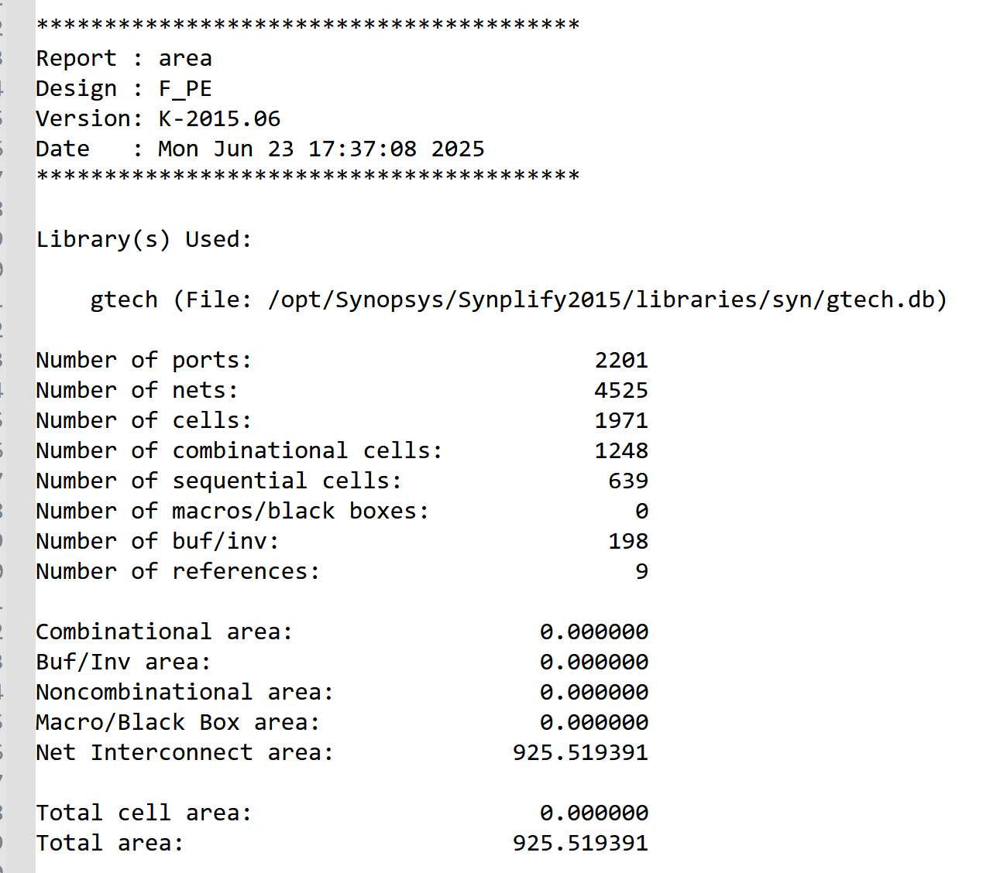 ****************************************
Report : area
Design : F_PE
Version: K-2015.06
Date   : Mon Jun 23 17:37:08 2025
****************************************
Library(s) Used:
    gtech (File: /opt/Synopsys/Synplify2015/libraries/syn/gtech.db)
Number of ports:                         2201
Number of nets:                          4525
Number of cells:                         1971
Number of combinational cells:           1248
Number of sequential cells:               639
Number of macros/black boxes:               0
Number of buf/inv:                        198
Number of references:                       9
Combinational area:                  0.000000
Buf/Inv area:                        0.000000
Noncombinational area:               0.000000
Macro/Black Box area:                0.000000
Net Interconnect area:             925.519391
Total cell area:                     0.000000
Total area:                        925.519391